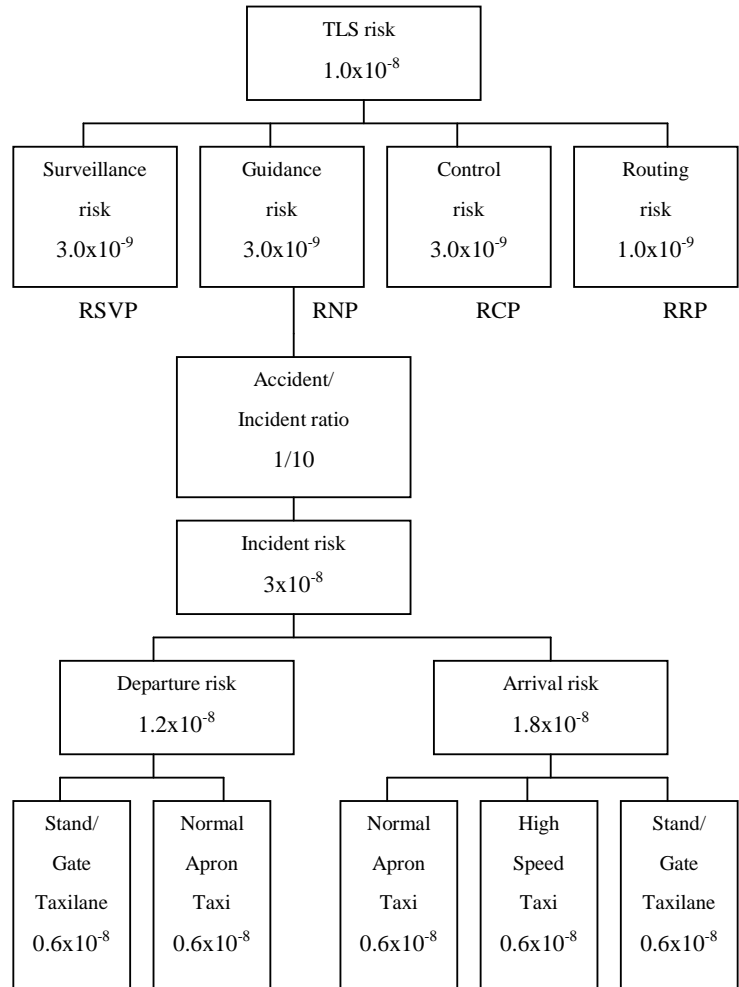 TLS risk
1.0x10⁻⁸
Surveillance
risk
3.0x10⁻⁹
Guidance
risk
3.0x10⁻⁹
Control
risk
3.0x10⁻⁹
Routing
risk
1.0x10⁻⁹
RSVP
RNP
RCP
RRP
Accident/
Incident ratio
1/10
Incident risk
3x10⁻⁸
Departure risk
1.2x10⁻⁸
Arrival risk
1.8x10⁻⁸
Stand/
Gate
Taxilane
0.6x10⁻⁸
Normal
Apron
Taxi
0.6x10⁻⁸
Normal
Apron
Taxi
0.6x10⁻⁸
High
Speed
Taxi
0.6x10⁻⁸
Stand/
Gate
Taxilane
0.6x10⁻⁸